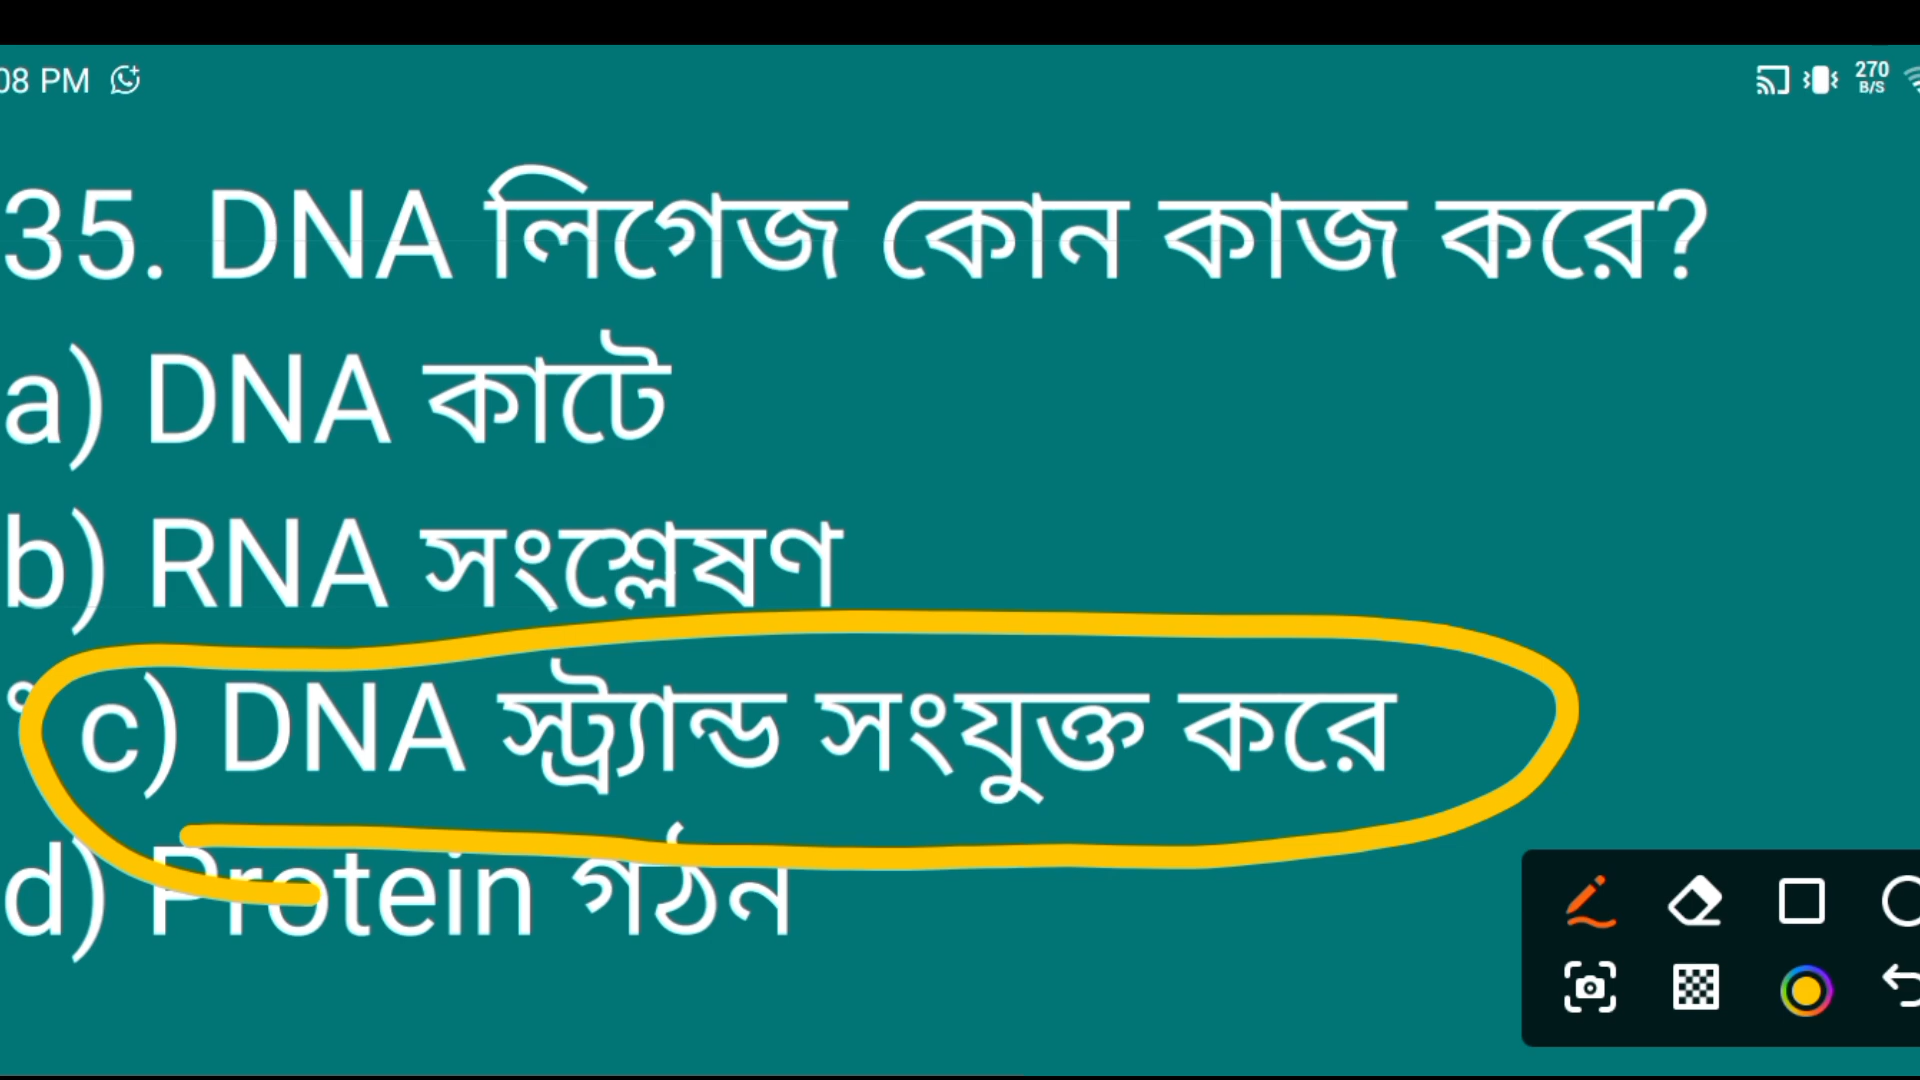 08 PM
270
B/S
35. DNA লিগেজ কোন কাজ করে?
a) DNA কাটে
b) RNA সংশ্লেষণ
c) DNA স্ট্র্যান্ড সংযুক্ত করে
d) Protein গঠন